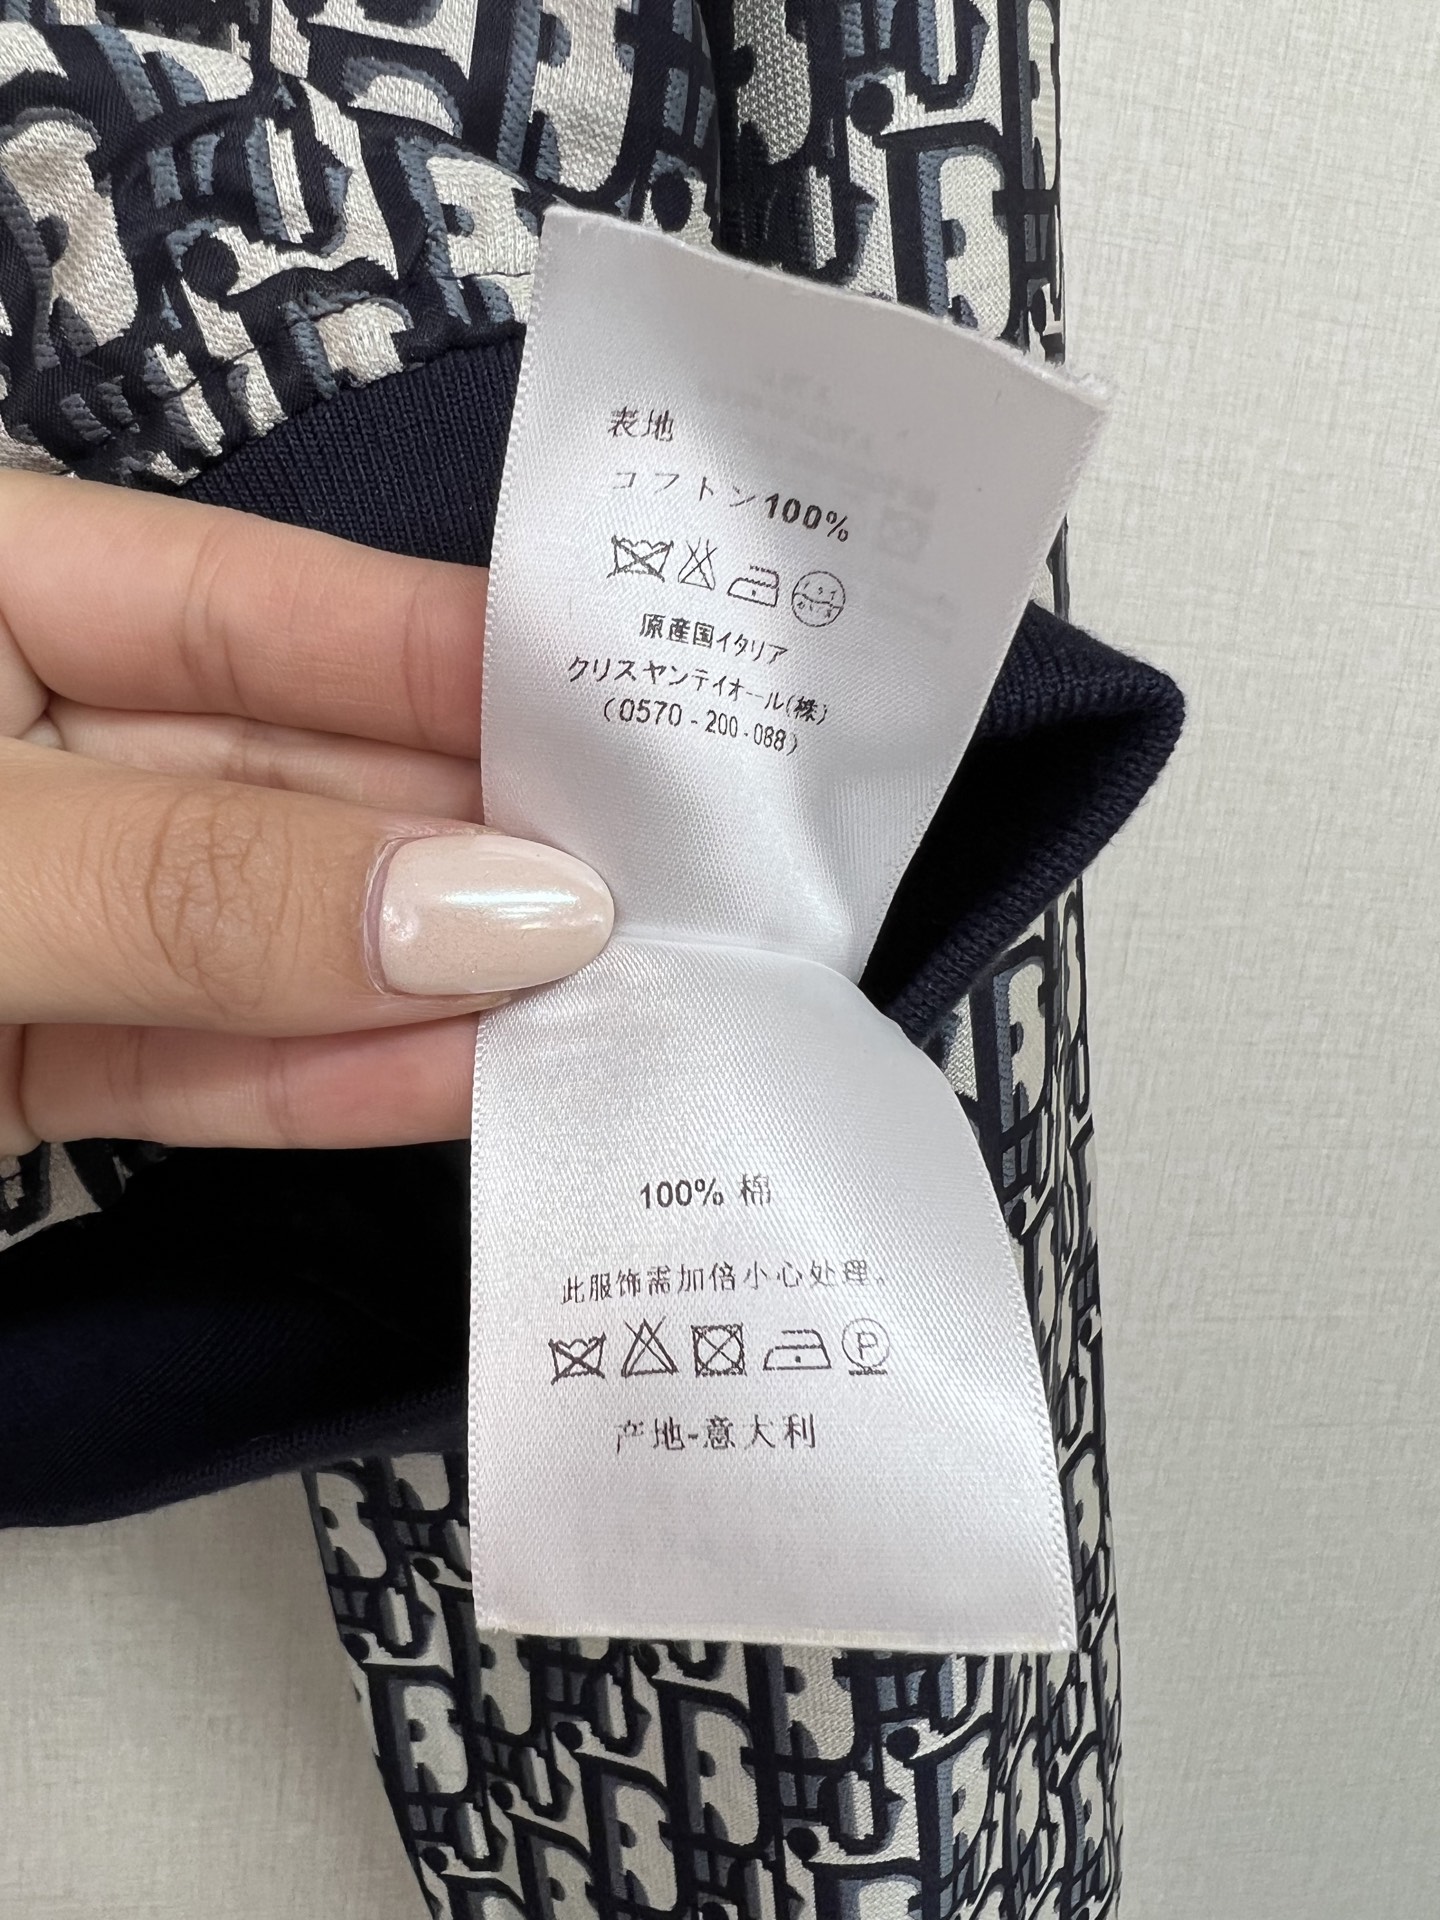 表地
コフトン100%
原産国イタリア
クリスヤンティオール(株)
(0570-200-088)
100% 棉
此服饰需加倍小心处理。
P
产地-意大利